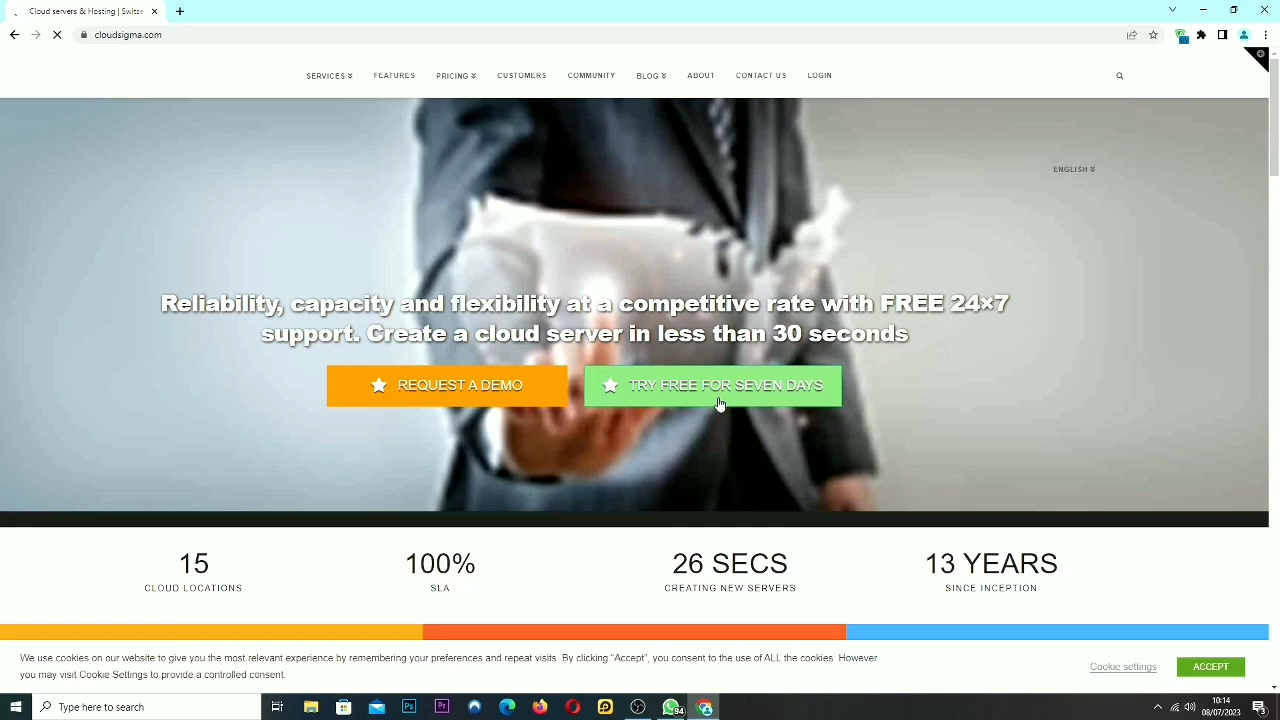 Cloud servers & Hosting | Switze
cloudsigma.com
SERVICES FEATURES PRICING CUSTOMERS COMMUNITY BLOG ABOUT CONTACT US LOGIN
ENGLISH
Reliability, capacity and flexibility at a competitive rate with FREE 24×7
support. Create a cloud server in less than 30 seconds
REQUEST A DEMO TRY FREE FOR SEVEN DAYS
15 100% 26 SECS 13 YEARS
CLOUD LOCATIONS SLA CREATING NEW SERVERS SINCE INCEPTION
We use cookies on our website to give you the most relevant experience by remembering your preferences and repeat visits. By clicking “Accept”, you consent to the use of ALL the cookies. However
you may visit Cookie Settings to provide a controlled consent.
Cookie settings ACCEPT
Type here to search
Ps
Pr
94
10:14
08/07/2023